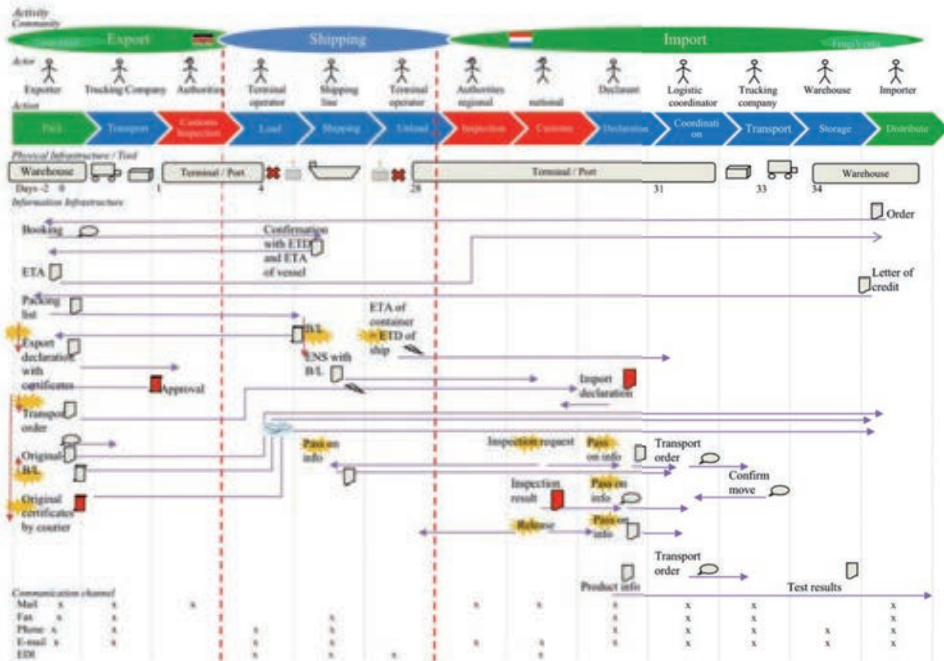 Activity
Community
Export
Shipping
Import
Actor
Exporter
Trucking Company
Authorities
Terminal
operator
Shipping
line
Terminal
operator
Authorities
regional
national
Declarant
Logistic
coordinator
Trucking
company
Warehouse
Importer
Action
Pack
Transport
Customs
Inspection
Load
Shipping
Unload
Inspection
Customs
Declaration
Coordinati
on
Transport
Storage
Distribute
Physical Infrastructure / Tool
Warehouse
Terminal / Port
Terminal / Port
Warehouse
Days -2
0
1
4
28
31
33
34
Information Infrastructure
Order
Booking
Confirmation
with ETD
and ETA
of vessel
ETA
Letter of
credit
Packing
list
B/L
ETA of
container
= ETD of
ship
Export
declaration
with
certificates
ENS with
B/L
Approval
Import
declaration
Transport
order
Original
B/L
Pass on
info
Inspection request
Pass
on info
Transport
order
Confirm
move
Original
certificates
by courier
Inspection
result
Pass on
info
Release
Pass on
info
Transport
order
Product info
Test results
Communication channel
Mail x x x x x x x x x
Fax x x x x x x x
Phone x x x x x x x x x
E-mail x x x x x x x x x x x
EDI x x x x